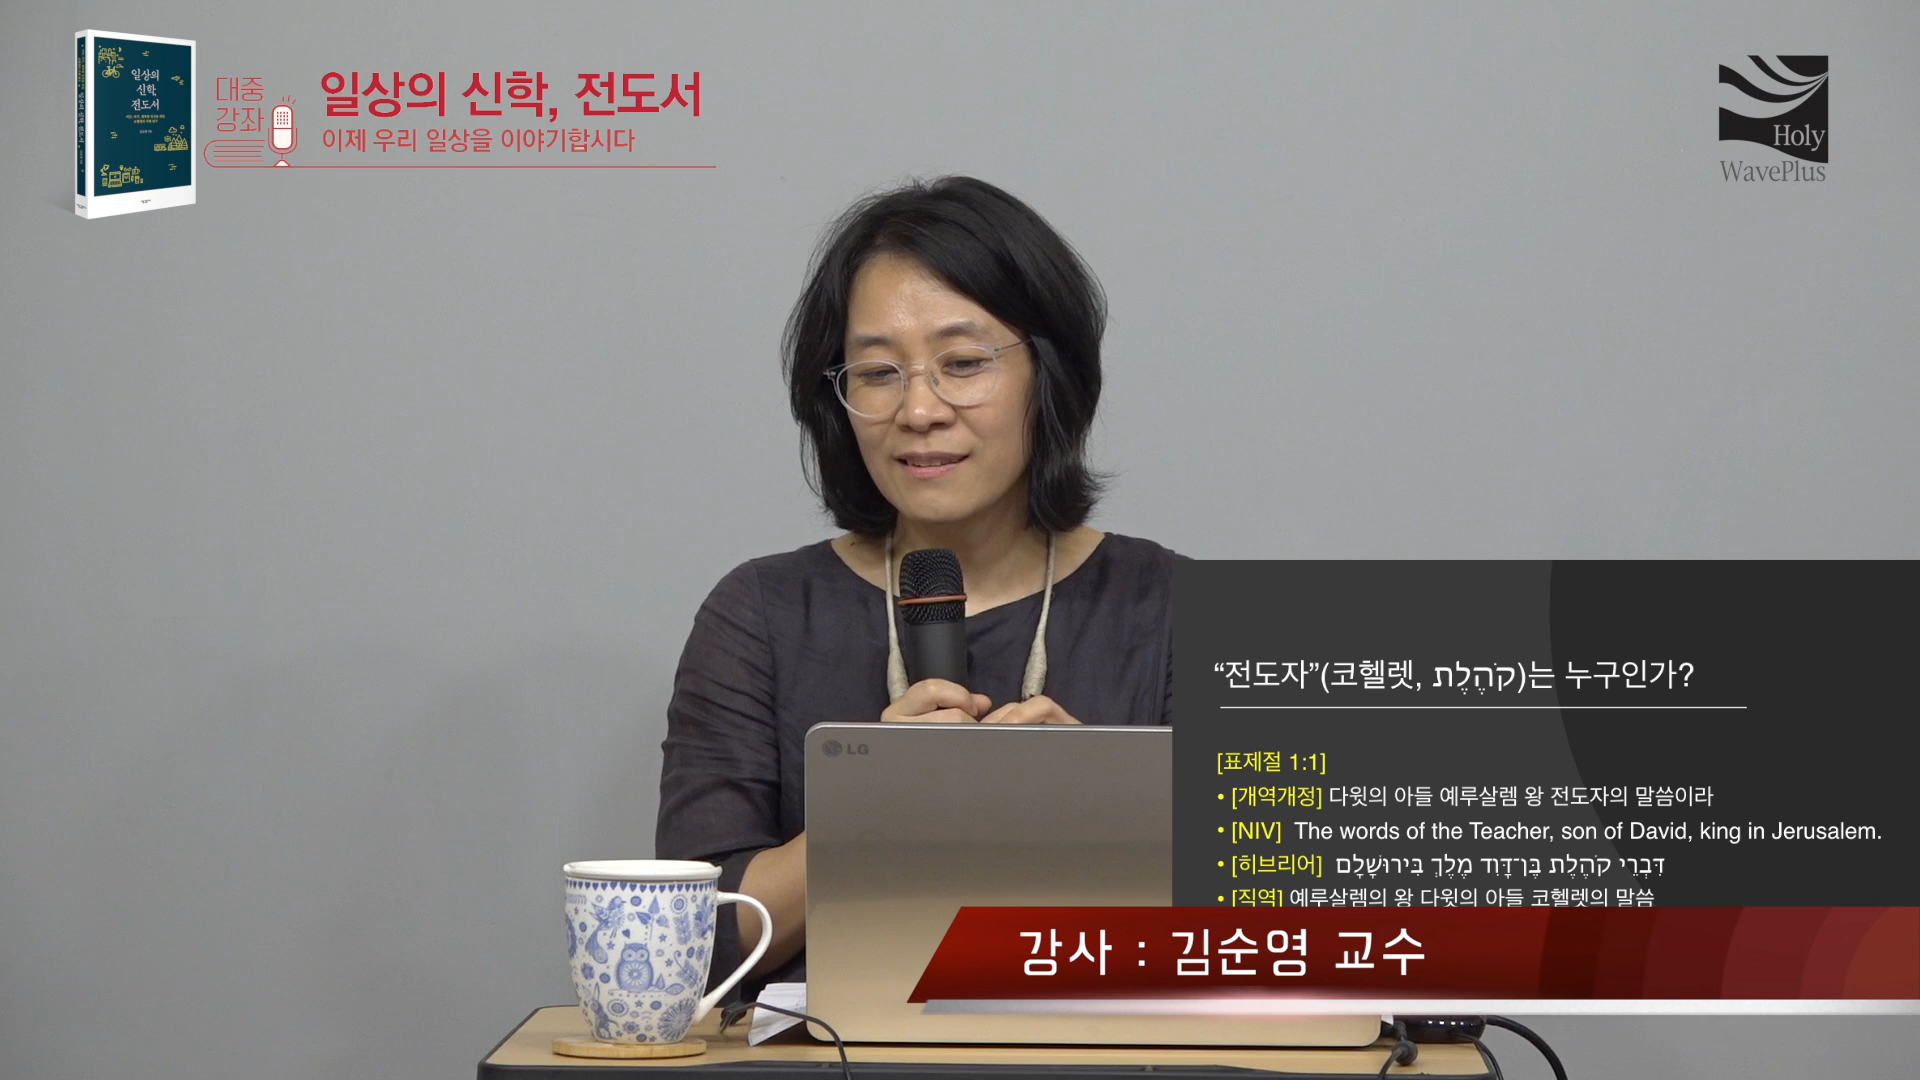 일상의
신학,
전도서
대중
강좌
일상의 신학, 전도서
이제 우리 일상을 이야기합시다
Holy
WavePlus
LG
“전도자”(코헬렛, קֹהֶלֶת)는 누구인가?
[표제절 1:1]
• [개역개정] 다윗의 아들 예루살렘 왕 전도자의 말씀이라
• [NIV] The words of the Teacher, son of David, king in Jerusalem.
• [히브리어] דִּבְרֵי קֹהֶלֶת בֶּן־דָּוִד מֶלֶךְ בִּירוּשָׁלִָם
• [직역] 예루살렘의 왕 다윗의 아들 코헬렛의 말씀
강사 : 김순영 교수